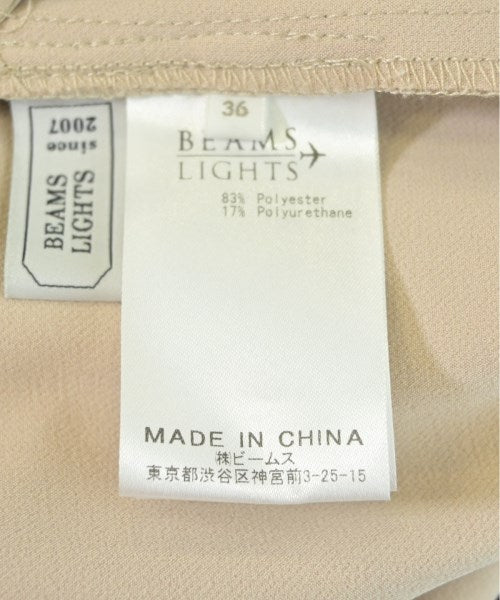 36
BEAMS
LIGHTS
83% Polyester
17% Polyurethane
MADE IN CHINA
㈱ビームス
東京都渋谷区神宮前3-25-15
BEAMS
LIGHTS
since
2007